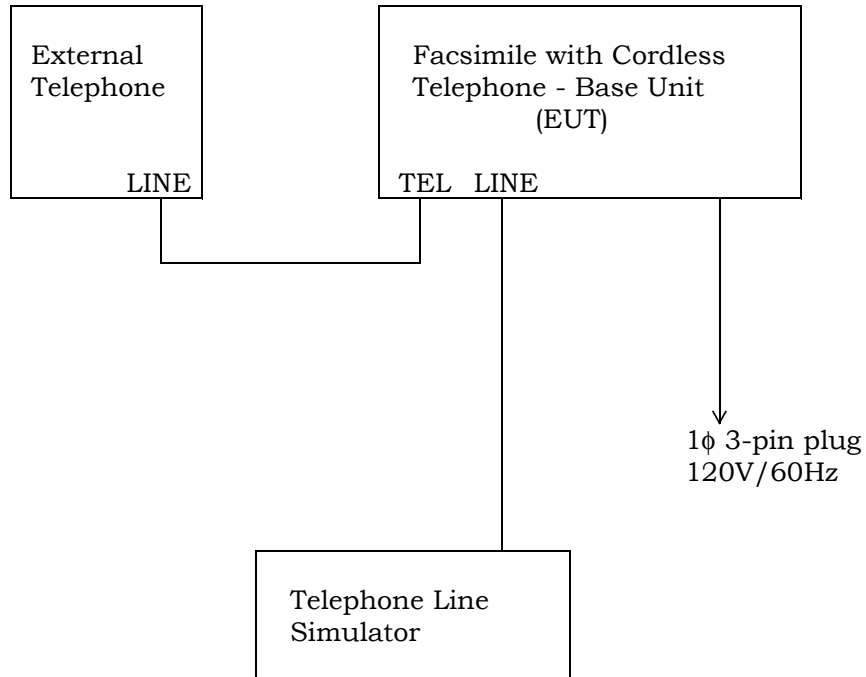 External
Telephone
LINE
Facsimile with Cordless
Telephone - Base Unit
(EUT)
TEL LINE
1ϕ 3-pin plug
120V/60Hz
Telephone Line
Simulator